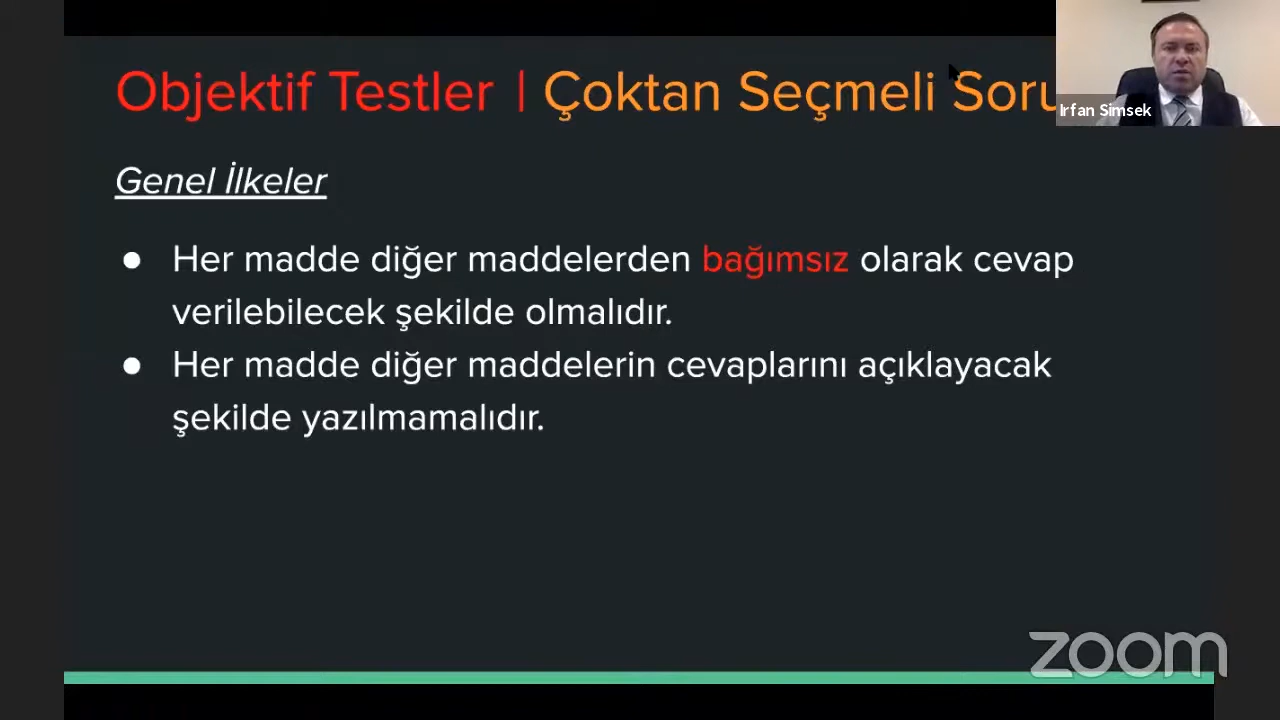 Objektif Testler | Çoktan Seçmeli Soru
Irfan Simsek
Genel İlkeler
● Her madde diğer maddelerden bağımsız olarak cevap
verilebilecek şekilde olmalıdır.
● Her madde diğer maddelerin cevaplarını açıklayacak
şekilde yazılmamalıdır.
zoom